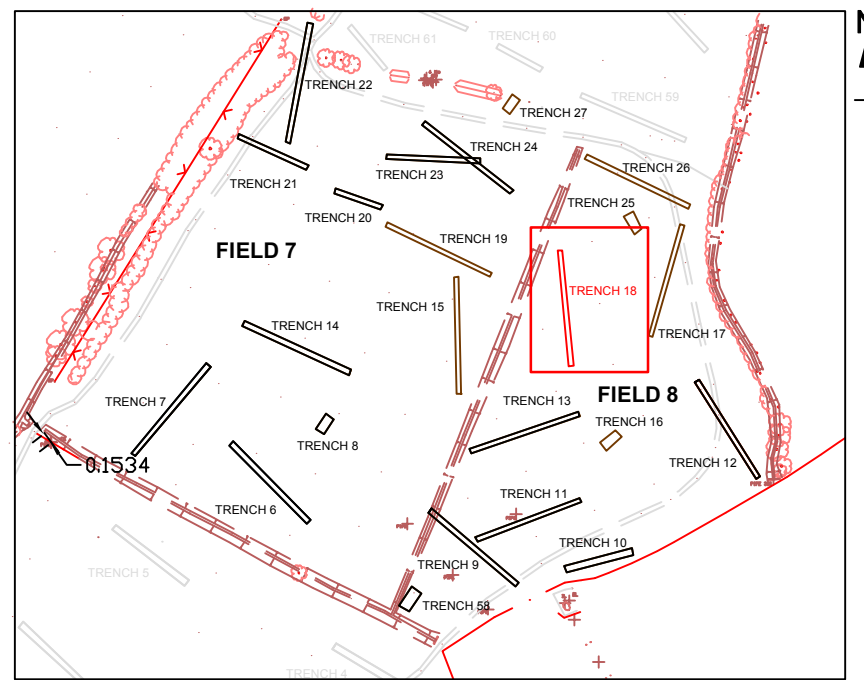 N
TRENCH 61
TRENCH 60
TRENCH 22
TRENCH 59
TRENCH 27
TRENCH 24
TRENCH 23
TRENCH 26
TRENCH 21
TRENCH 25
TRENCH 20
TRENCH 19
FIELD 7
TRENCH 18
TRENCH 15
TRENCH 14
TRENCH 17
FIELD 8
TRENCH 7
TRENCH 13
TRENCH 16
TRENCH 8
TRENCH 12
0.1534
TRENCH 11
TRENCH 6
TRENCH 10
TRENCH 9
TRENCH 5
TRENCH 58
TRENCH 4